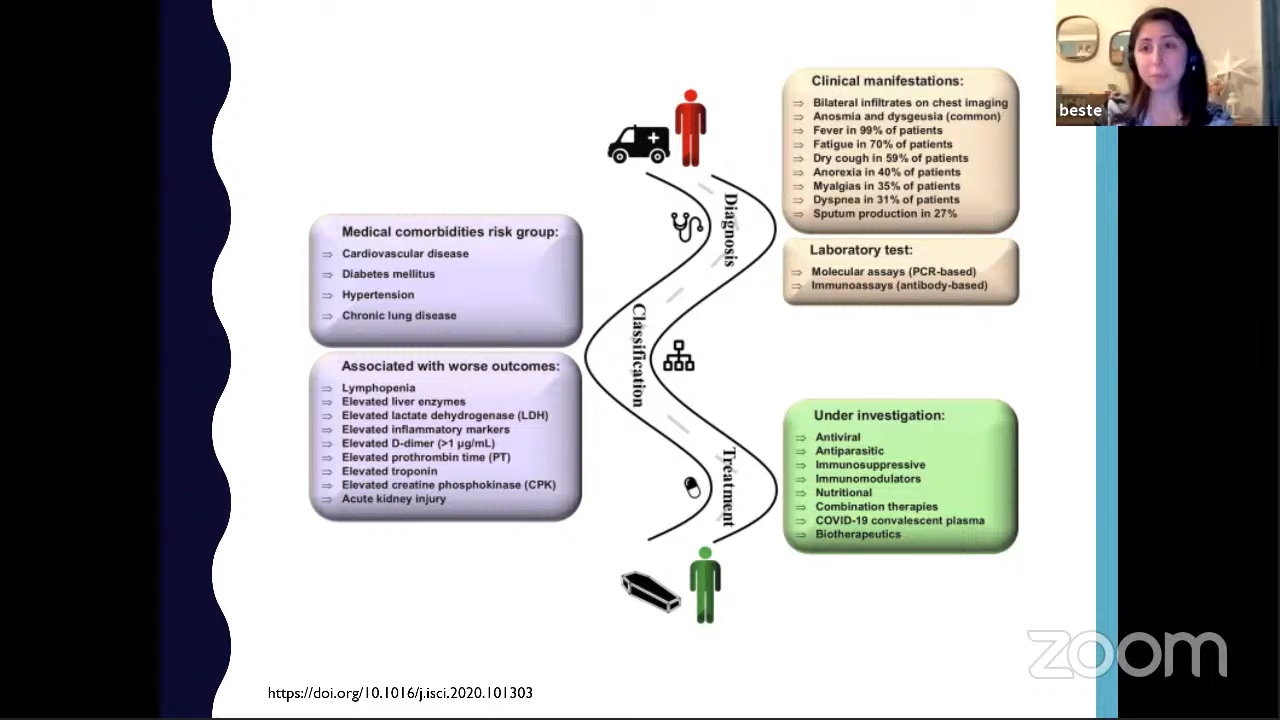 beste
Clinical manifestations:
Bilateral infiltrates on chest imaging
Anosmia and dysgeusia (common)
Fever in 99% of patients
Fatigue in 70% of patients
Dry cough in 59% of patients
Anorexia in 40% of patients
Myalgias in 35% of patients
Dyspnea in 31% of patients
Sputum production in 27%
Laboratory test:
Molecular assays (PCR-based)
Immunoassays (antibody-based)
Diagnosis
Medical comorbidities risk group:
Cardiovascular disease
Diabetes mellitus
Hypertension
Chronic lung disease
Classification
Associated with worse outcomes:
Lymphopenia
Elevated liver enzymes
Elevated lactate dehydrogenase (LDH)
Elevated inflammatory markers
Elevated D-dimer (>1 µg/mL)
Elevated prothrombin time (PT)
Elevated troponin
Elevated creatine phosphokinase (CPK)
Acute kidney injury
Treatment
Under investigation:
Antiviral
Antiparasitic
Immunosuppressive
Immunomodulators
Nutritional
Combination therapies
COVID-19 convalescent plasma
Biotherapeutics
zoom
https://doi.org/10.1016/j.isci.2020.101303